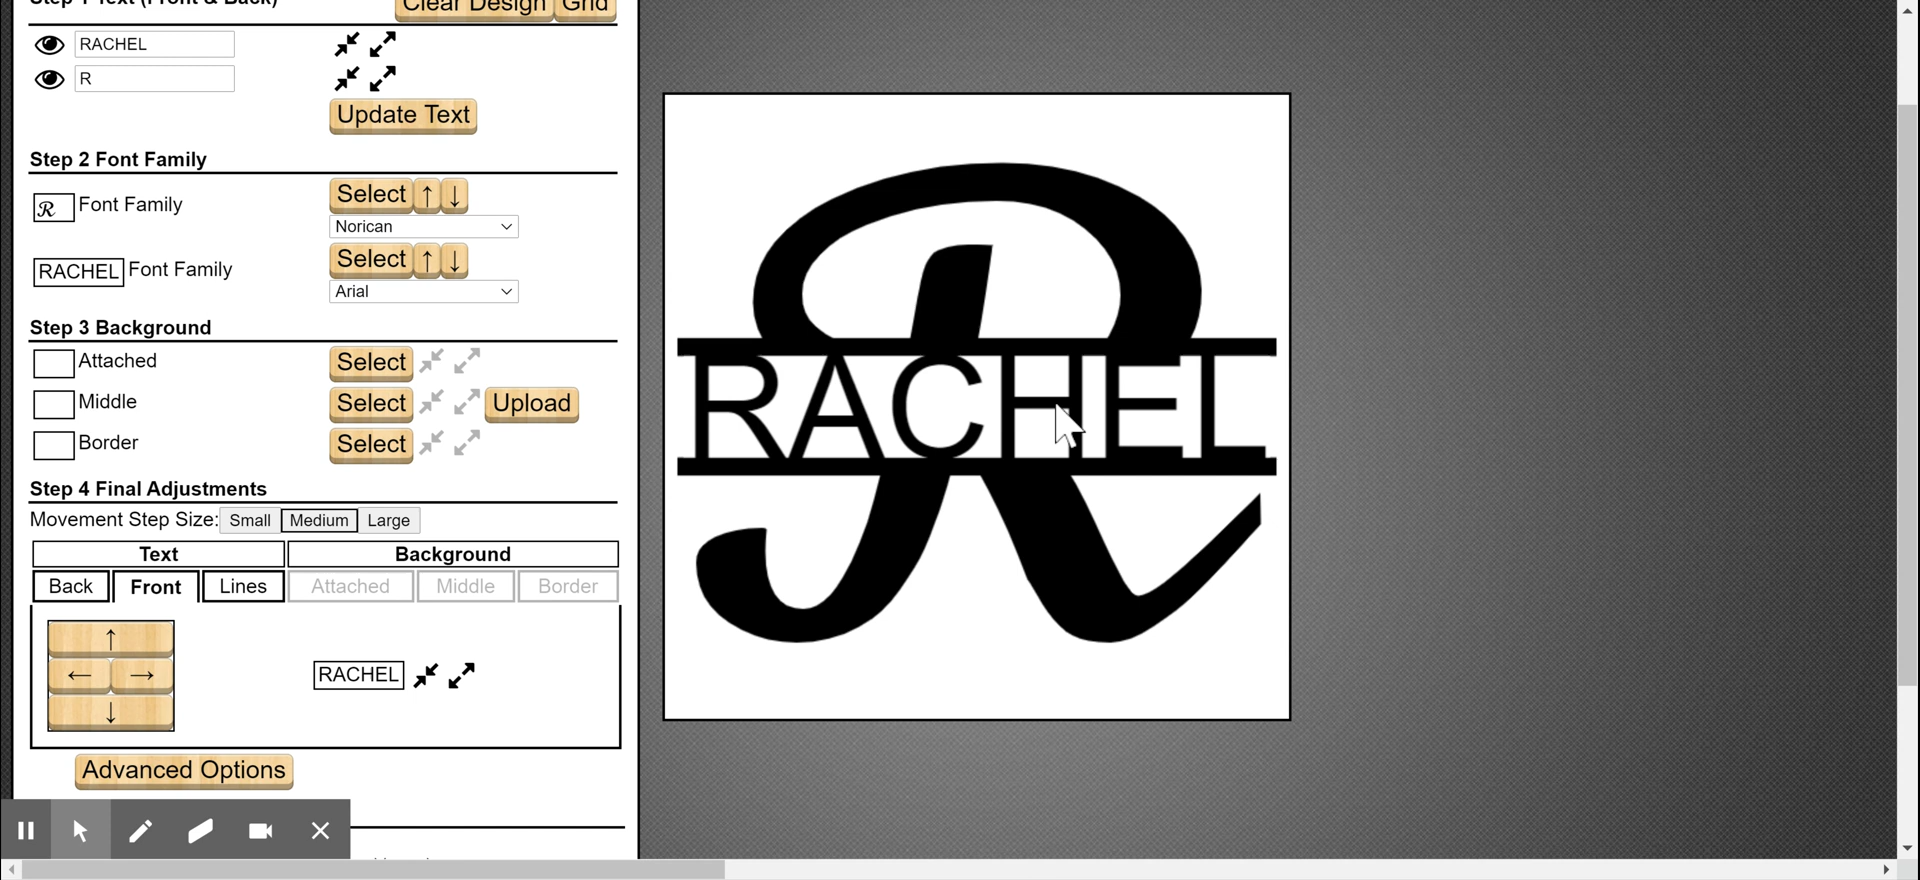 Step 1 Text (Front & Back)
Clear Design Grid
RACHEL
R
Update Text
Step 2 Font Family
R Font Family
Select ↑ ↓
Norican
RACHEL Font Family
Select ↑ ↓
Arial
Step 3 Background
Attached Select
Middle Select Upload
Border Select
Step 4 Final Adjustments
Movement Step Size: Small Medium Large
Text Background
Back Front Lines Attached Middle Border
↑
← →
↓
RACHEL
Advanced Options
R
RACHEL